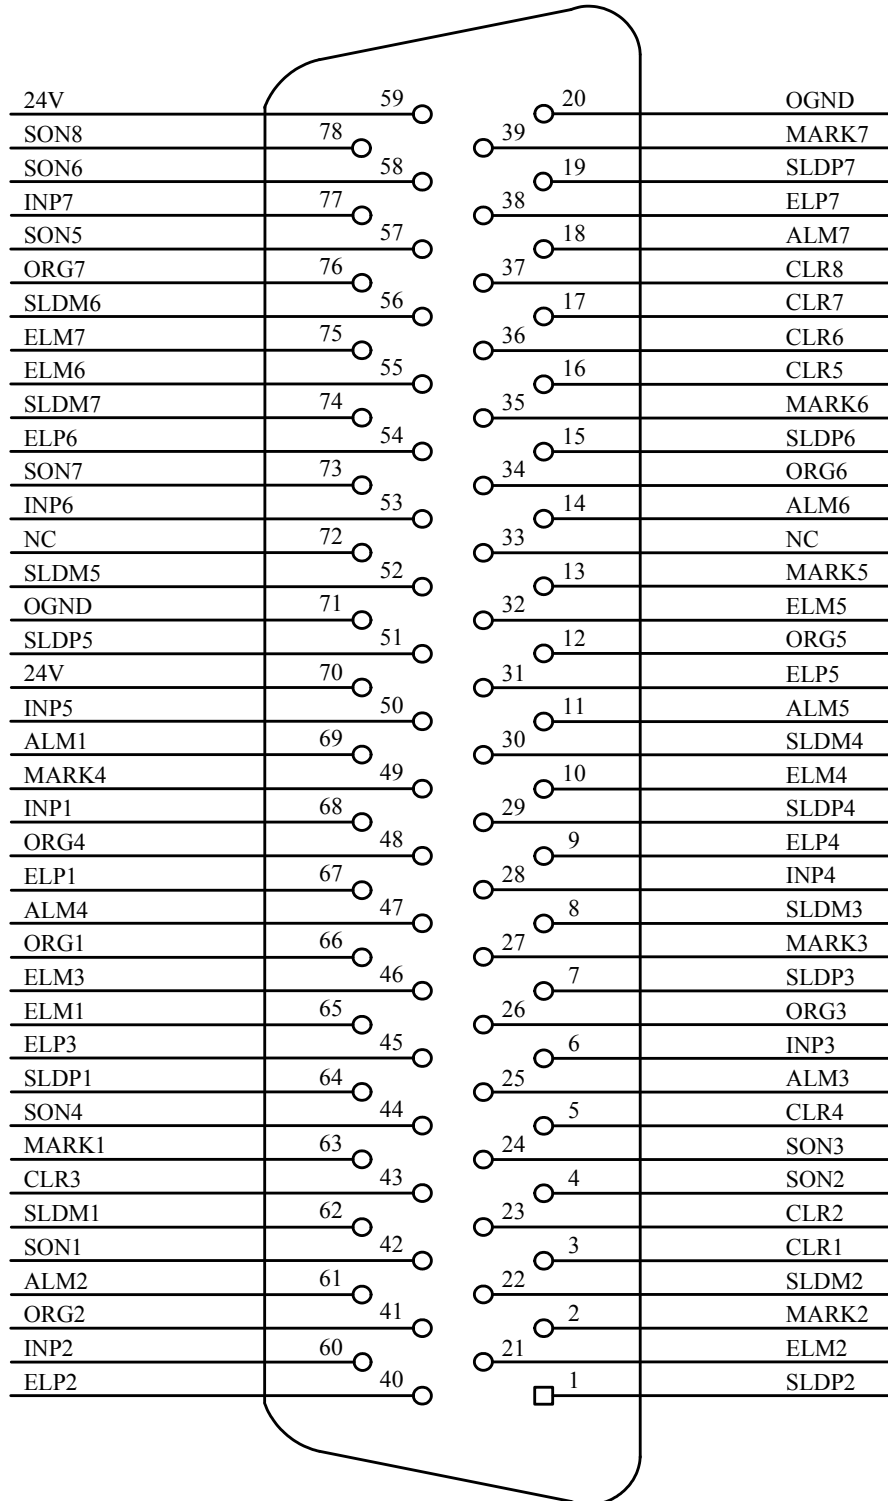 24V 59 20 OGND
SON8 78 39 MARK7
SON6 58 19 SLDP7
INP7 77 38 ELP7
SON5 57 18 ALM7
ORG7 76 37 CLR8
SLDM6 56 17 CLR7
ELM7 75 36 CLR6
ELM6 55 16 CLR5
SLDM7 74 35 MARK6
ELP6 54 15 SLDP6
SON7 73 34 ORG6
INP6 53 14 ALM6
NC 72 33 NC
SLDM5 52 13 MARK5
OGND 71 32 ELM5
SLDP5 51 12 ORG5
24V 70 31 ELP5
INP5 50 11 ALM5
ALM1 69 30 SLDM4
MARK4 49 10 ELM4
INP1 68 29 SLDP4
ORG4 48 9 ELP4
ELP1 67 28 INP4
ALM4 47 8 SLDM3
ORG1 66 27 MARK3
ELM3 46 7 SLDP3
ELM1 65 26 ORG3
ELP3 45 6 INP3
SLDP1 64 25 ALM3
SON4 44 5 CLR4
MARK1 63 24 SON3
CLR3 43 4 SON2
SLDM1 62 23 CLR2
SON1 42 3 CLR1
ALM2 61 22 SLDM2
ORG2 41 2 MARK2
INP2 60 21 ELM2
ELP2 40 1 SLDP2